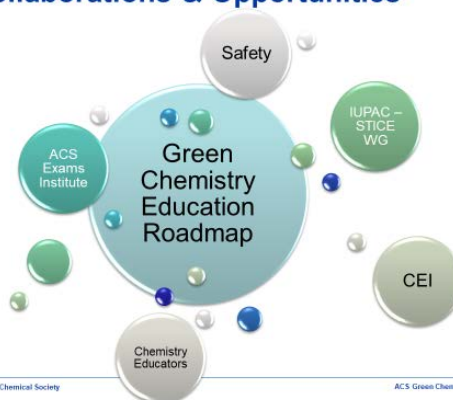 llaborations & Opportunities
Safety
IUPAC –
STICE
WG
ACS
Exams
Institute
Green
Chemistry
Education
Roadmap
CEI
Chemistry
Educators
Chemical Society
ACS Green Chem